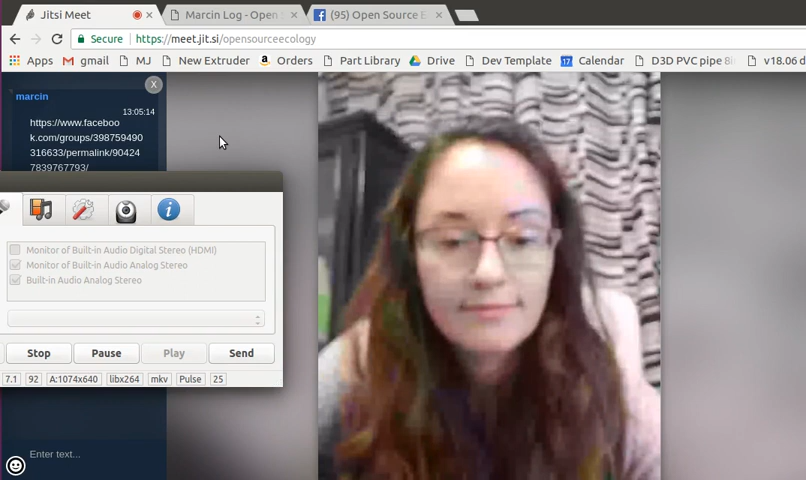 Jitsi Meet
Marcin Log - Open
(95) Open Source E
Secure
https://meet.jit.si/opensourceecology
Apps
gmail
MJ
New Extruder
Orders
Part Library
Drive
Dev Template
Calendar
D3D PVC pipe
v18.06
X
marcin
13:05:14
https://www.faceboo
k.com/groups/398759490
316633/permalink/90424
7839767793/
Monitor of Built-in Audio Digital Stereo (HDMI)
Monitor of Built-in Audio Analog Stereo
Built-in Audio Analog Stereo
Stop
Pause
Play
Send
7.1
92
A:1074x640
libx264
mkv
Pulse
25
Enter text...